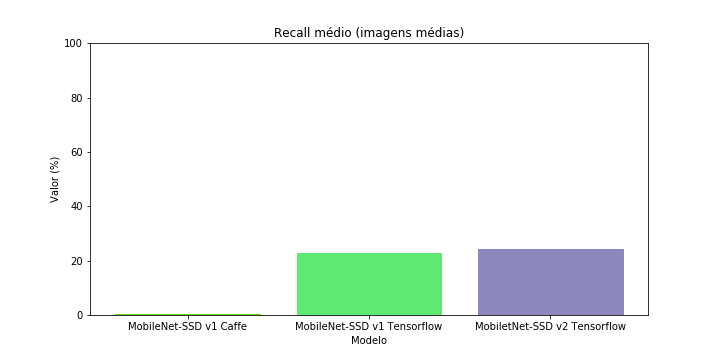 Recall médio (imagens médias)
100
80
60
40
20
0
Valor (%)
MobileNet-SSD v1 Caffe
MobileNet-SSD v1 Tensorflow
MobiletNet-SSD v2 Tensorflow
Modelo